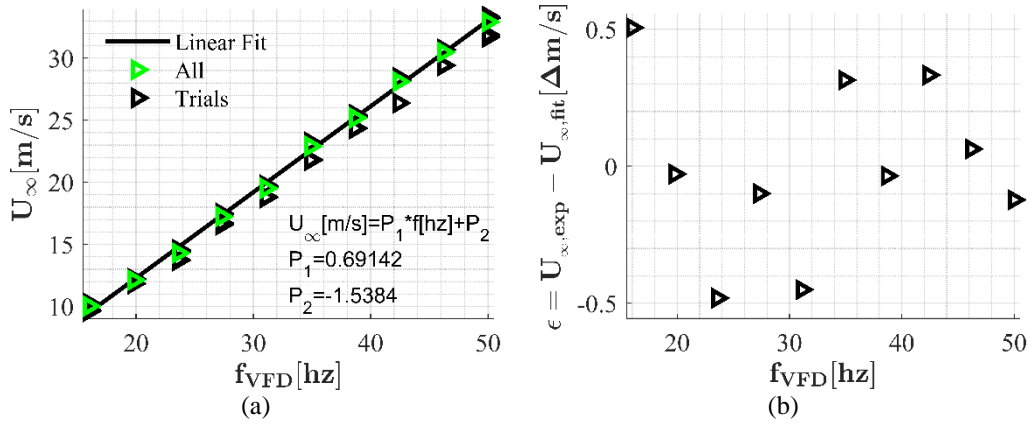 U∞[m/s]
30
25
20
15
10
Linear Fit
All
Trials
U∞[m/s]=P1*f[hz]+P2
P1=0.69142
P2=-1.5384
20 30 40 50
fVFD[hz]
(a)
ϵ = U∞,exp − U∞,fit[Δm/s]
0.5
0
-0.5
20 30 40 50
fVFD[hz]
(b)